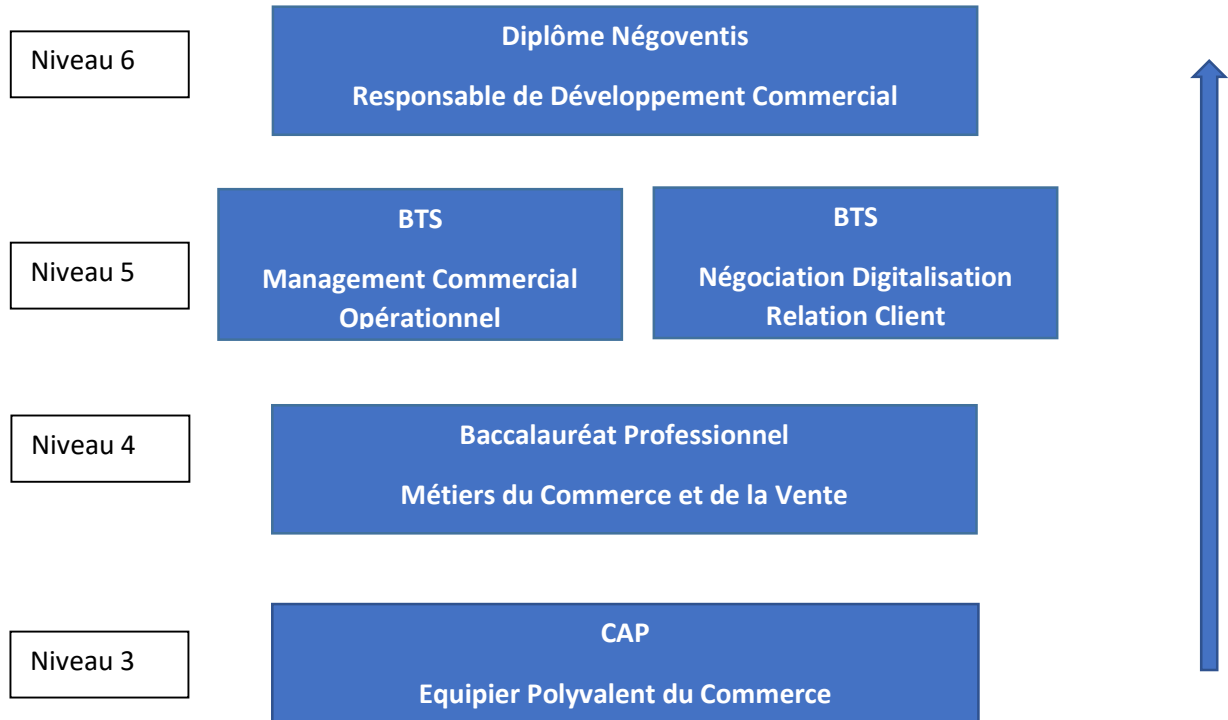 Niveau 6
Diplôme Négoventis
Responsable de Développement Commercial
Niveau 5
BTS
Management Commercial
Opérationnel
BTS
Négociation Digitalisation
Relation Client
Niveau 4
Baccalauréat Professionnel
Métiers du Commerce et de la Vente
Niveau 3
CAP
Equipier Polyvalent du Commerce